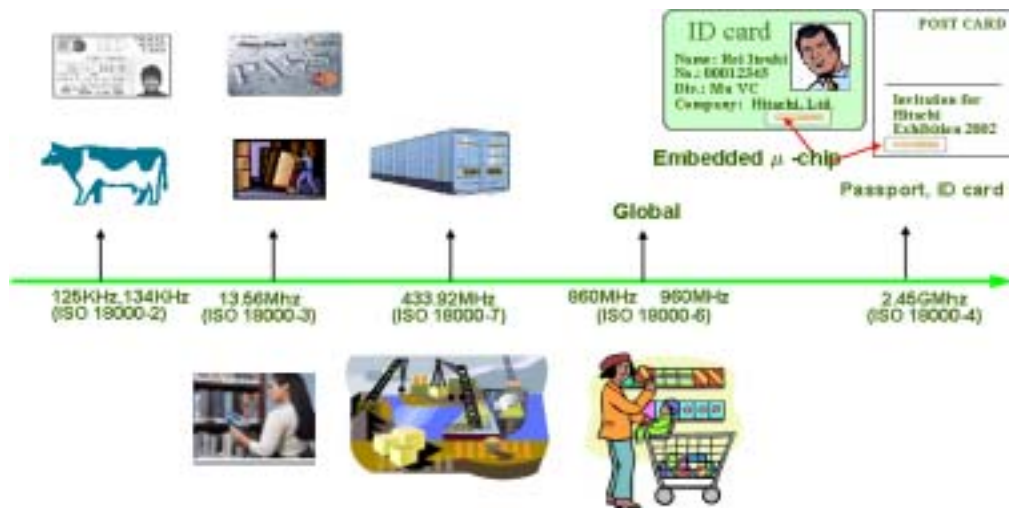 ID card
Name: Rei Itsuki
No.: 00012345
Div.: Mu VC
Company: Hitachi, Ltd
POST CARD
Invitation for
Hitachi
Exhibition 2002
Embedded μ-chip
Passport, ID card
Global
125KHz,134KHz
(ISO 18000-2)
13.56Mhz
(ISO 18000-3)
433.92MHz
(ISO 18000-7)
860MHz 960MHz
(ISO 18000-6)
2.45GMhz
(ISO 18000-4)